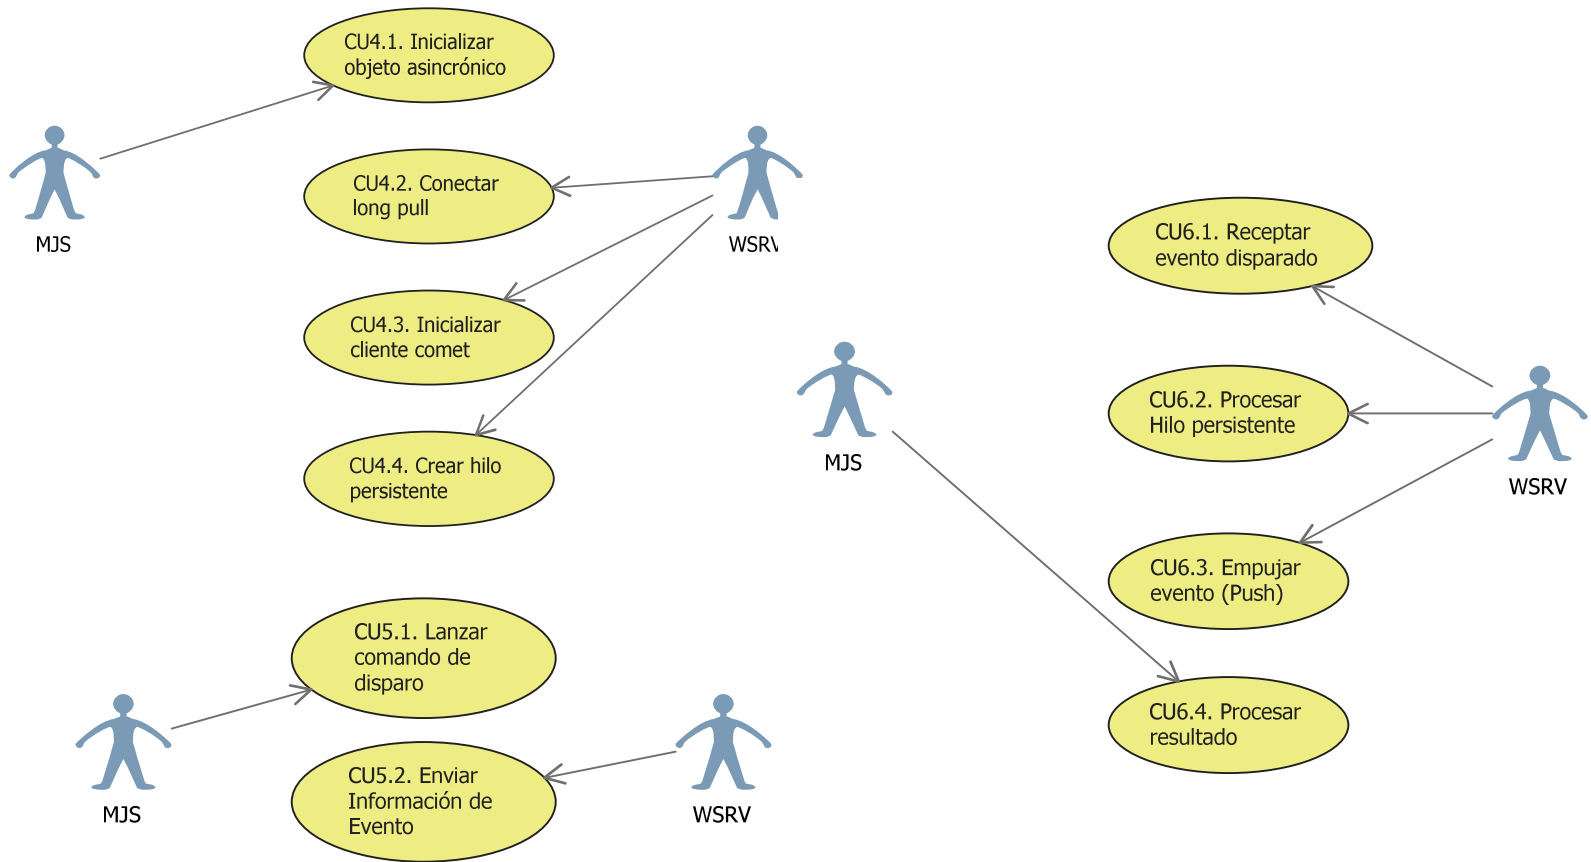 CU4.1. Inicializar
objeto asincrónico
MJS
CU4.2. Conectar
long pull
WSRV
CU4.3. Inicializar
cliente comet
CU4.4. Crear hilo
persistente
CU5.1. Lanzar
comando de
disparo
MJS
CU5.2. Enviar
Información de
Evento
WSRV
CU6.1. Receptar
evento disparado
MJS
CU6.2. Procesar
Hilo persistente
WSRV
CU6.3. Empujar
evento (Push)
CU6.4. Procesar
resultado